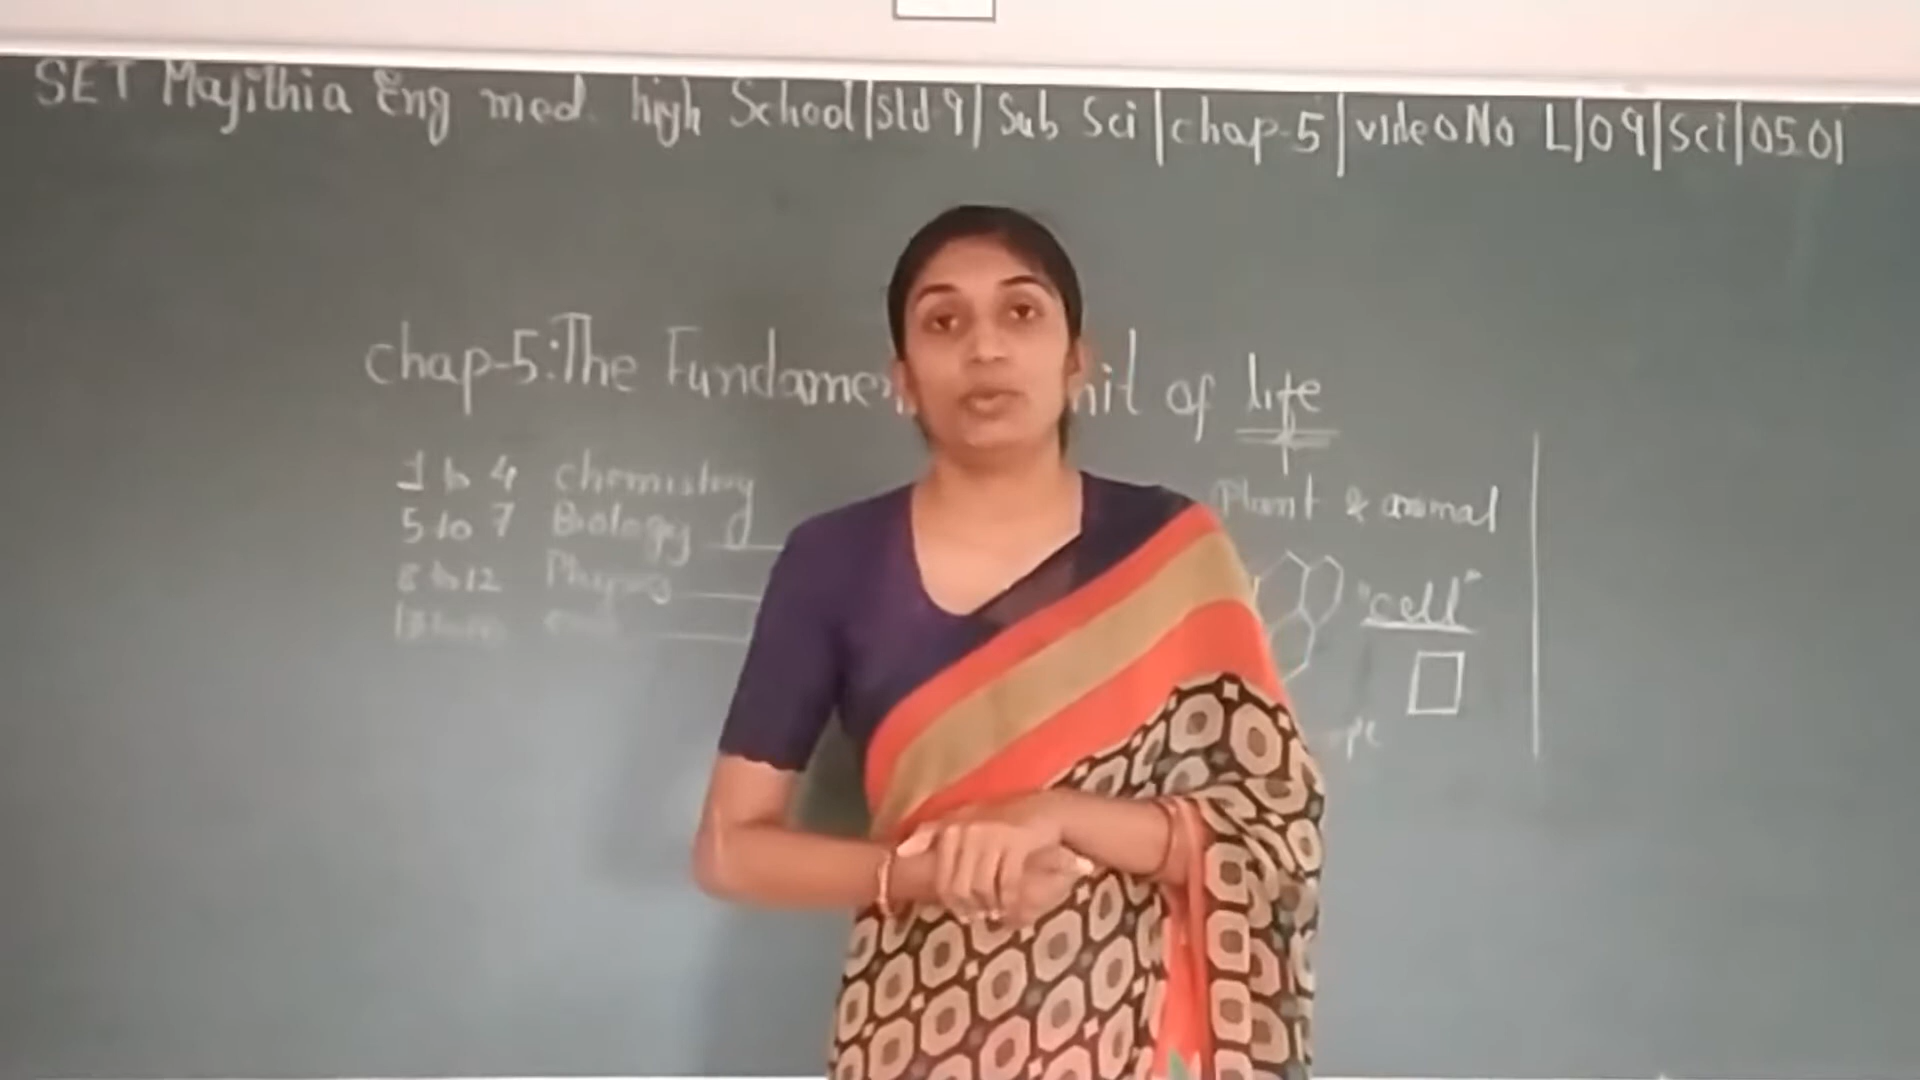 SET Majithia Eng med. high School|Std 9|Sub Sci|chap-5|video No L|09|Sci|05.01
chap-5:The Fundamen nit of life
1 to 4 chemistry
5 to 7 Biology
8 to 12 Physics
Plant & animal
"cell"
ope